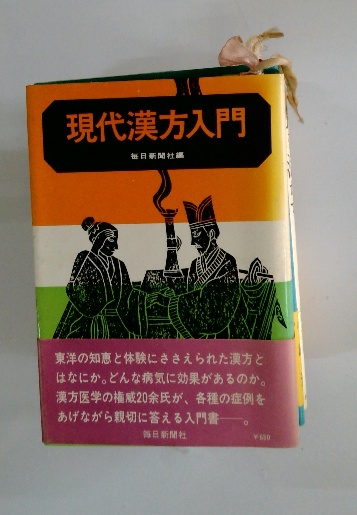 現代漢方入門
毎日新聞社編
東洋の知恵と体験にささえられた漢方と
はなにか。どんな病気に効果があるのか。
漢方医学の権威20余氏が、各種の症例を
あげながら親切に答える入門書――。
毎日新聞社